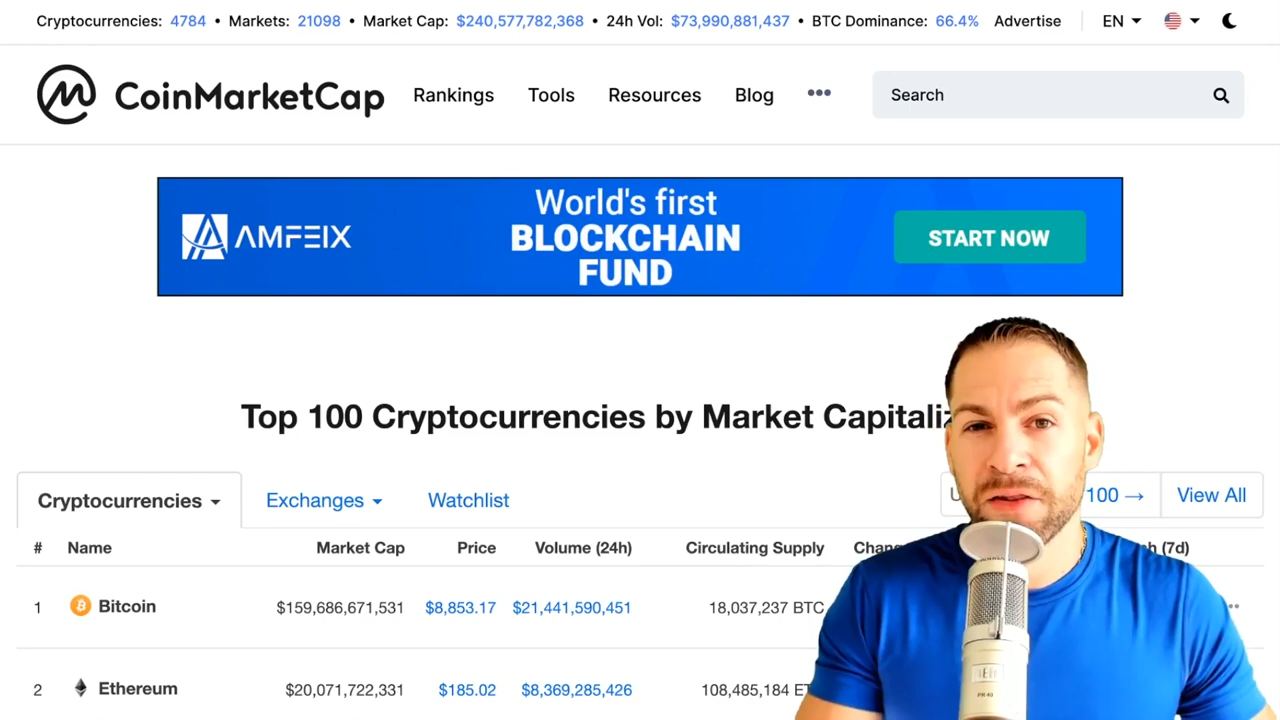 Cryptocurrencies: 4784 • Markets: 21098 • Market Cap: $240,577,782,368 • 24h Vol: $73,990,881,437 • BTC Dominance: 66.4% Advertise EN
CoinMarketCap Rankings Tools Resources Blog ••• Search
AMFEIX
World's first
BLOCKCHAIN
FUND
START NOW
Top 100 Cryptocurrencies by Market
Cryptocurrencies Exchanges Watchlist 100 → View All
# Name Market Cap Price Volume (24h) Circulating Supply (7d)
1 Bitcoin $159,686,671,531 $8,853.17 $21,441,590,451 18,037,237 BTC
2 Ethereum $20,071,722,331 $185.02 $8,369,285,426 108,485,184